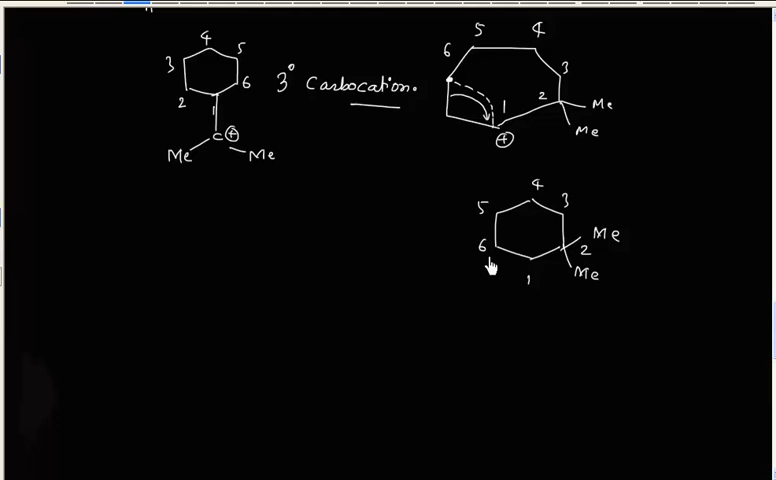 4
3 5
2 6
1
C ⊕
Me Me
3° Carbocation.
5 4
6 3
1 2 Me
Me
⊕
4
5 3
Me
6 2
1 Me